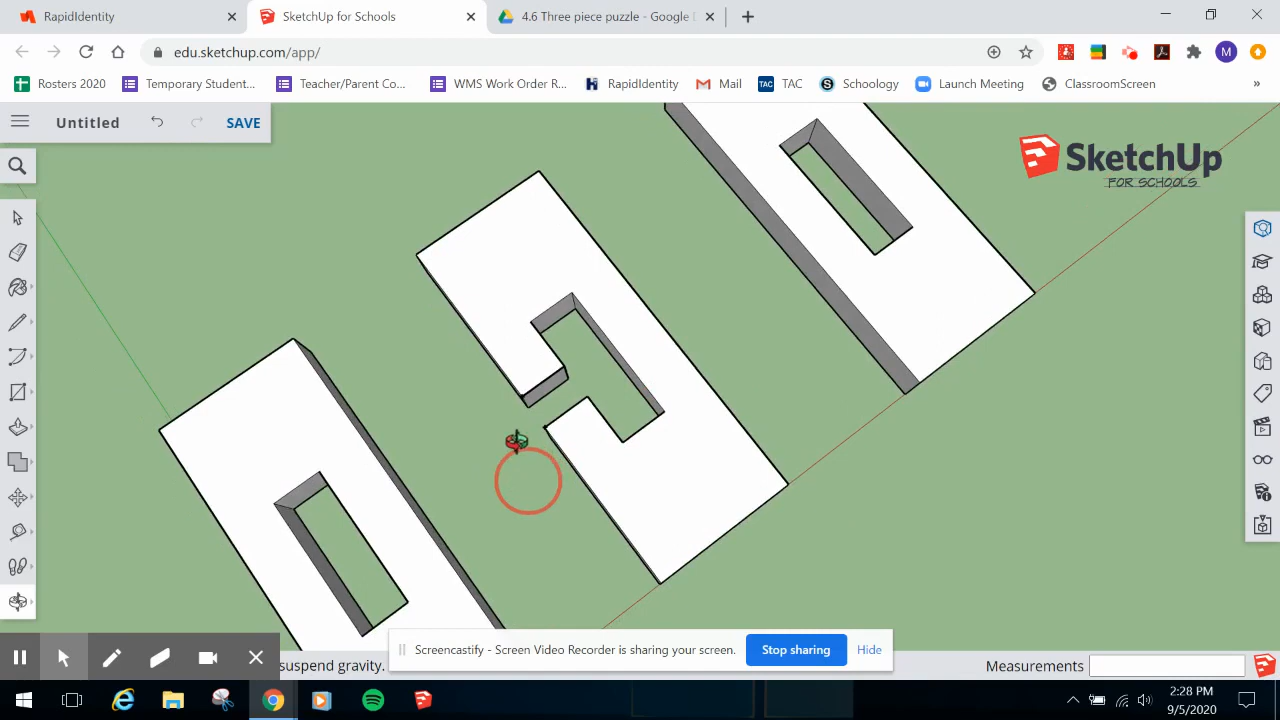 RapidIdentity
SketchUp for Schools
4.6 Three piece puzzle - Google
edu.sketchup.com/app/
M
Rosters 2020
Temporary Student...
Teacher/Parent Co...
WMS Work Order R...
RapidIdentity
Mail
TAC
TAC
Schoology
Launch Meeting
ClassroomScreen
»
Untitled
SAVE
SketchUp
FOR SCHOOLS
suspend gravity.
Screencastify - Screen Video Recorder is sharing your screen.
Stop sharing
Hide
Measurements
2:28 PM
9/5/2020